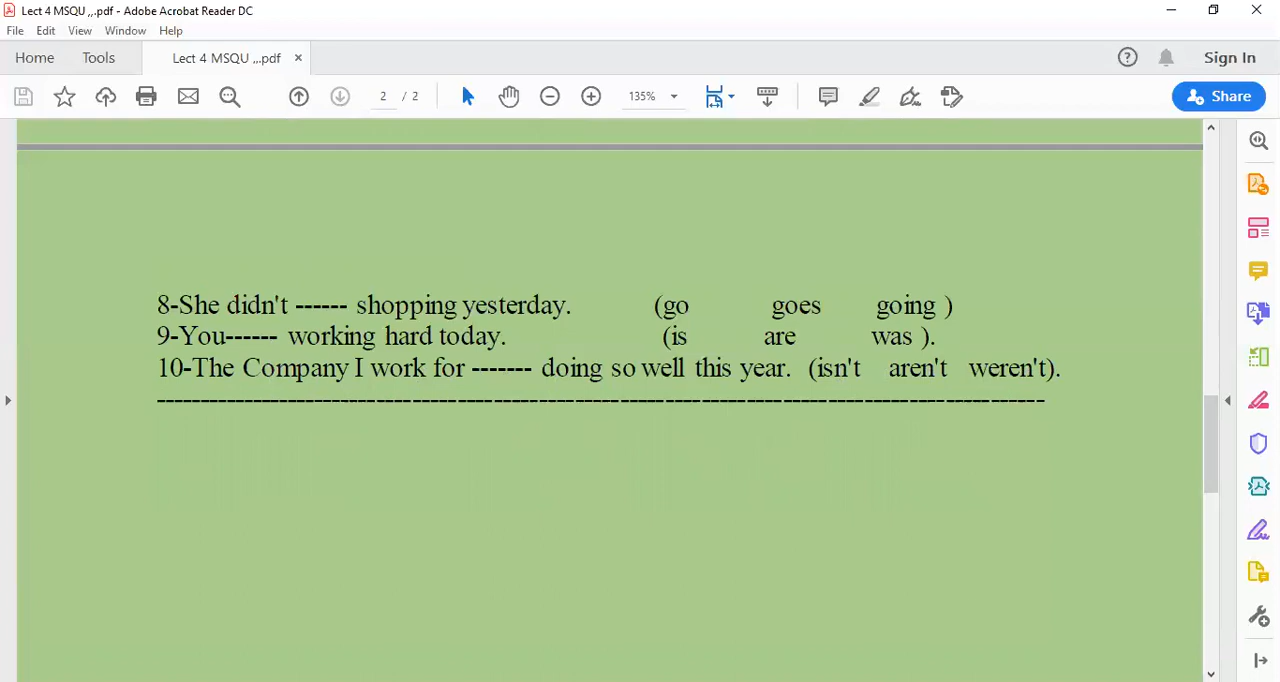 Lect 4 MSQU ,,.pdf - Adobe Acrobat Reader DC
File Edit View Window Help
Home Tools Lect 4 MSQU ,,.pdf × Sign In
2 / 2 135% Share
8-She didn't ------ shopping yesterday. (go goes going )
9-You------ working hard today. (is are was ).
10-The Company I work for ------- doing so well this year. (isn't aren't weren't).